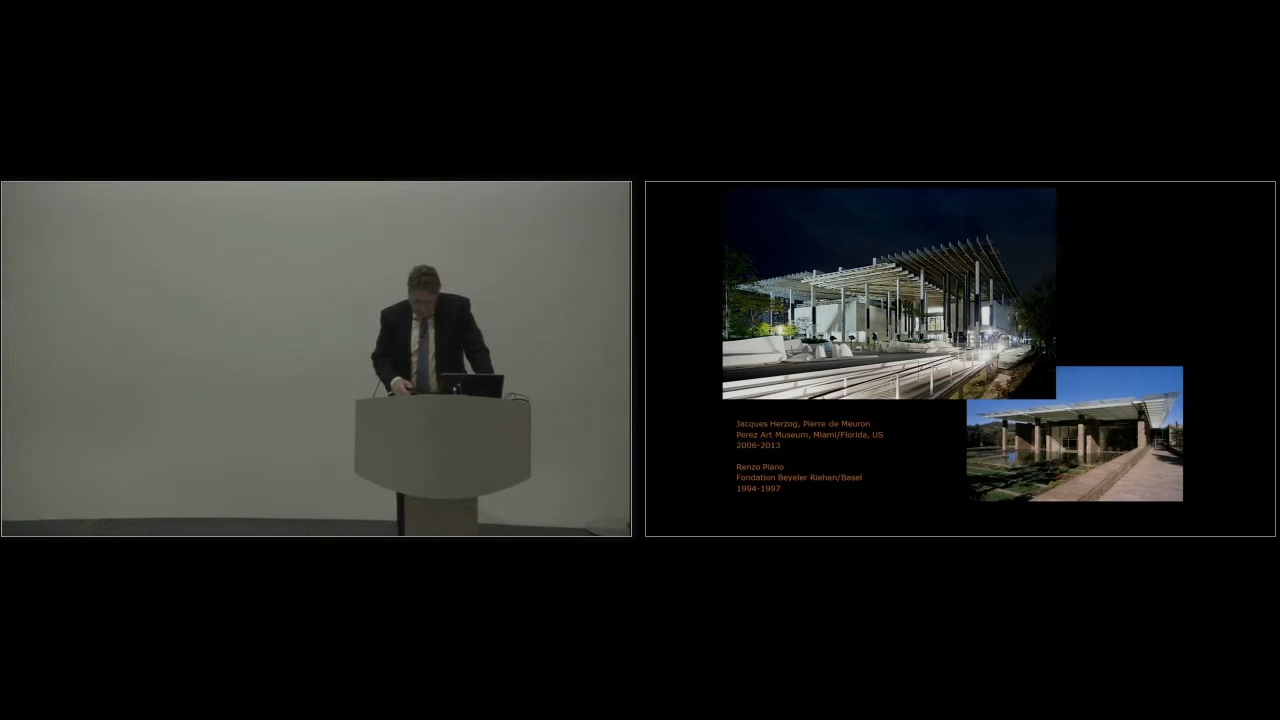 Jacques Herzog, Pierre de Meuron
Perez Art Museum, Miami/Florida, US
2006-2013
Renzo Piano
Fondation Beyeler Riehen/Basel
1994-1997